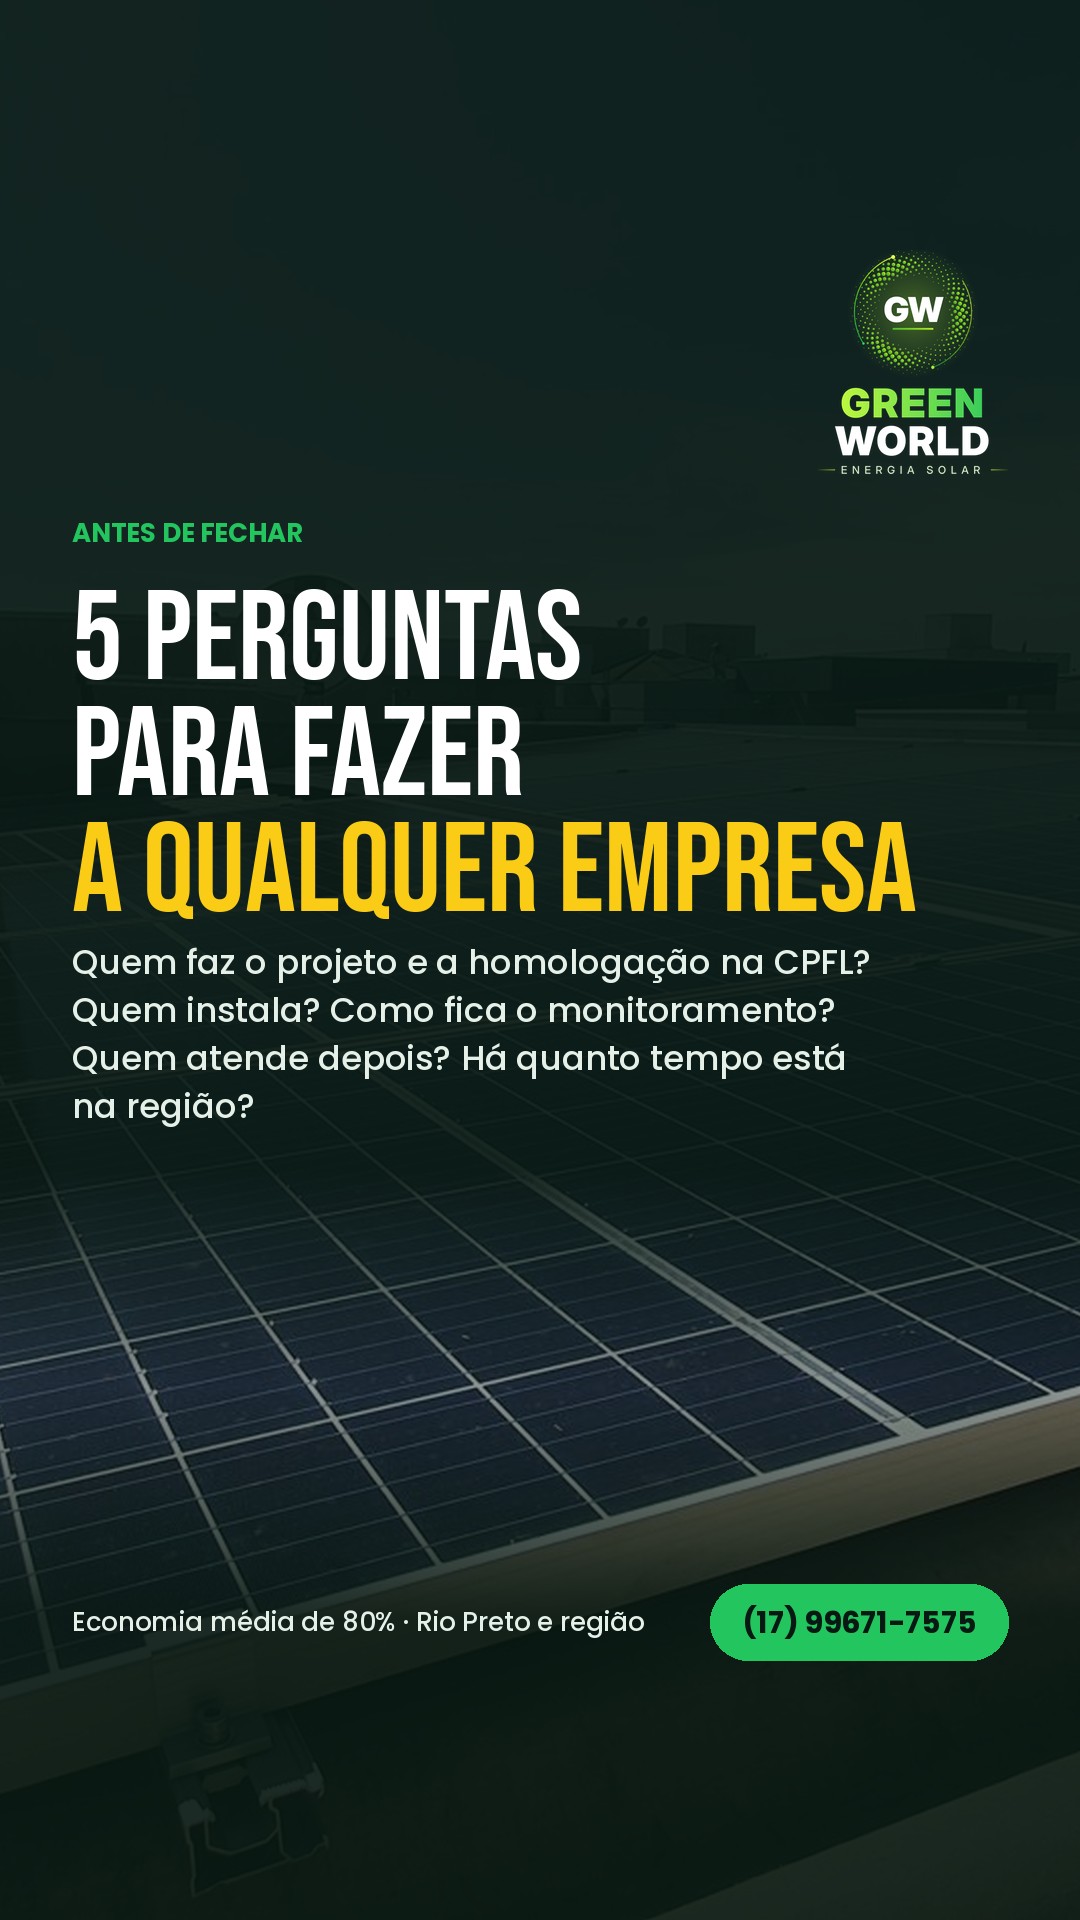 GW
GREEN
WORLD
ENERGIA SOLAR
ANTES DE FECHAR
5 PERGUNTAS
PARA FAZER
A QUALQUER EMPRESA
Quem faz o projeto e a homologação na CPFL?
Quem instala? Como fica o monitoramento?
Quem atende depois? Há quanto tempo está
na região?
Economia média de 80% · Rio Preto e região
(17) 99671-7575